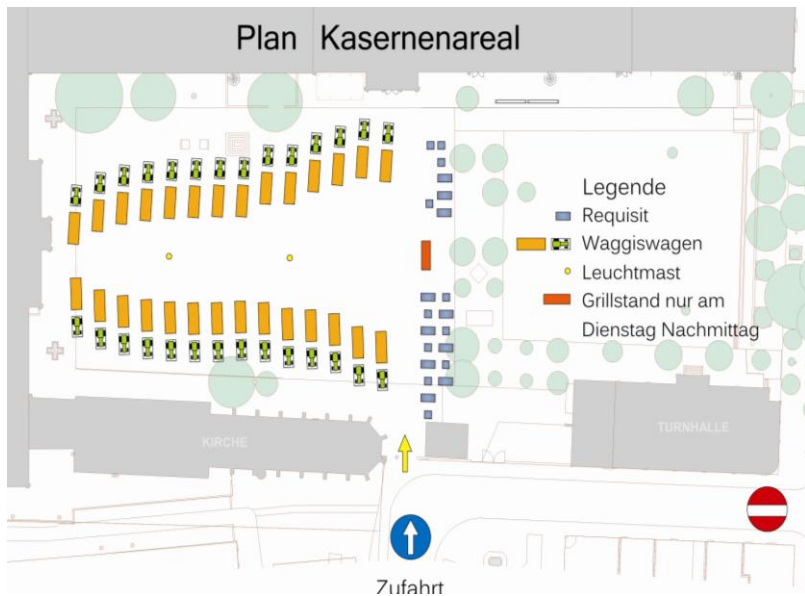 Plan Kasernenareal
Legende
Requisit
Waggiswagen
Leuchtmast
Grillstand nur am
Dienstag Nachmittag
KIRCHE
TURNHALLE
Zufahrt